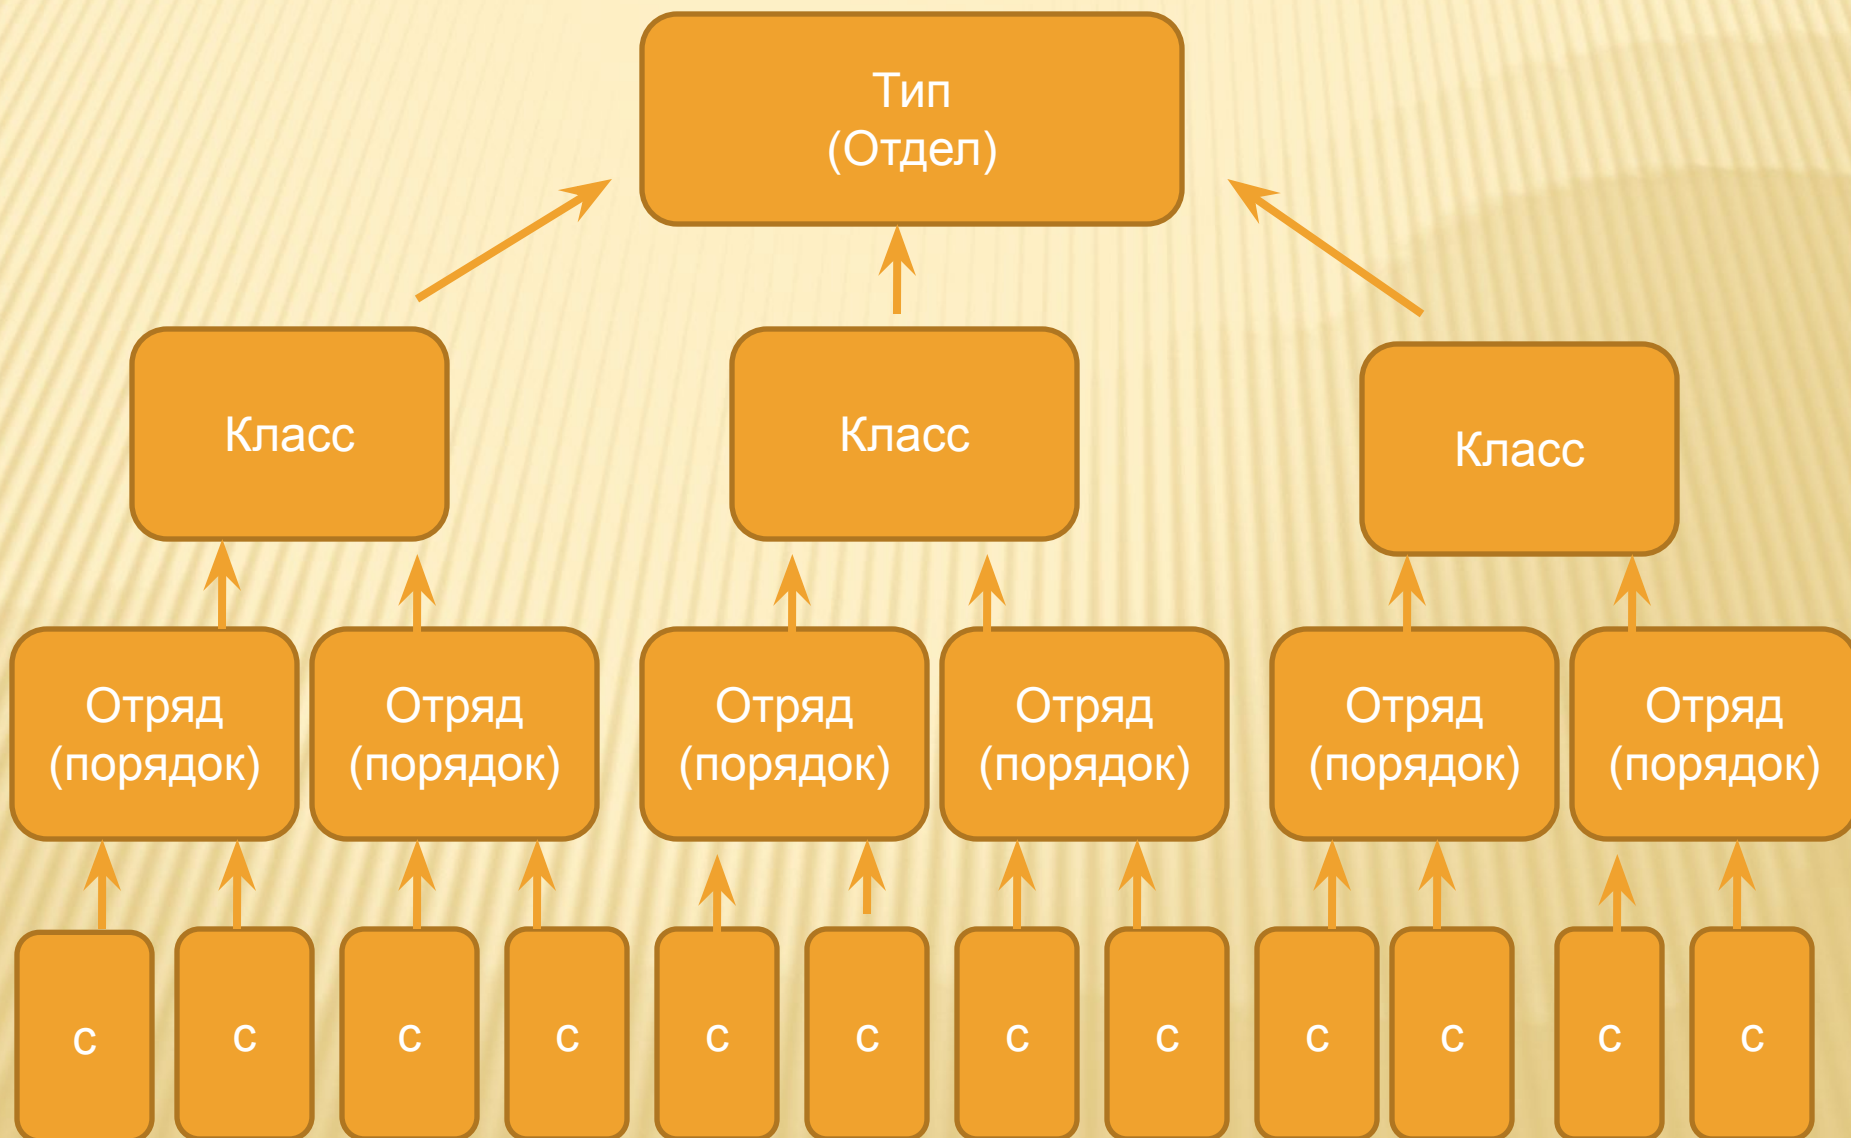 Тип
(Отдел)
Класс
Класс
Класс
Отряд
(порядок)
Отряд
(порядок)
Отряд
(порядок)
Отряд
(порядок)
Отряд
(порядок)
Отряд
(порядок)
с
с
с
с
с
с
с
с
с
с
с
с